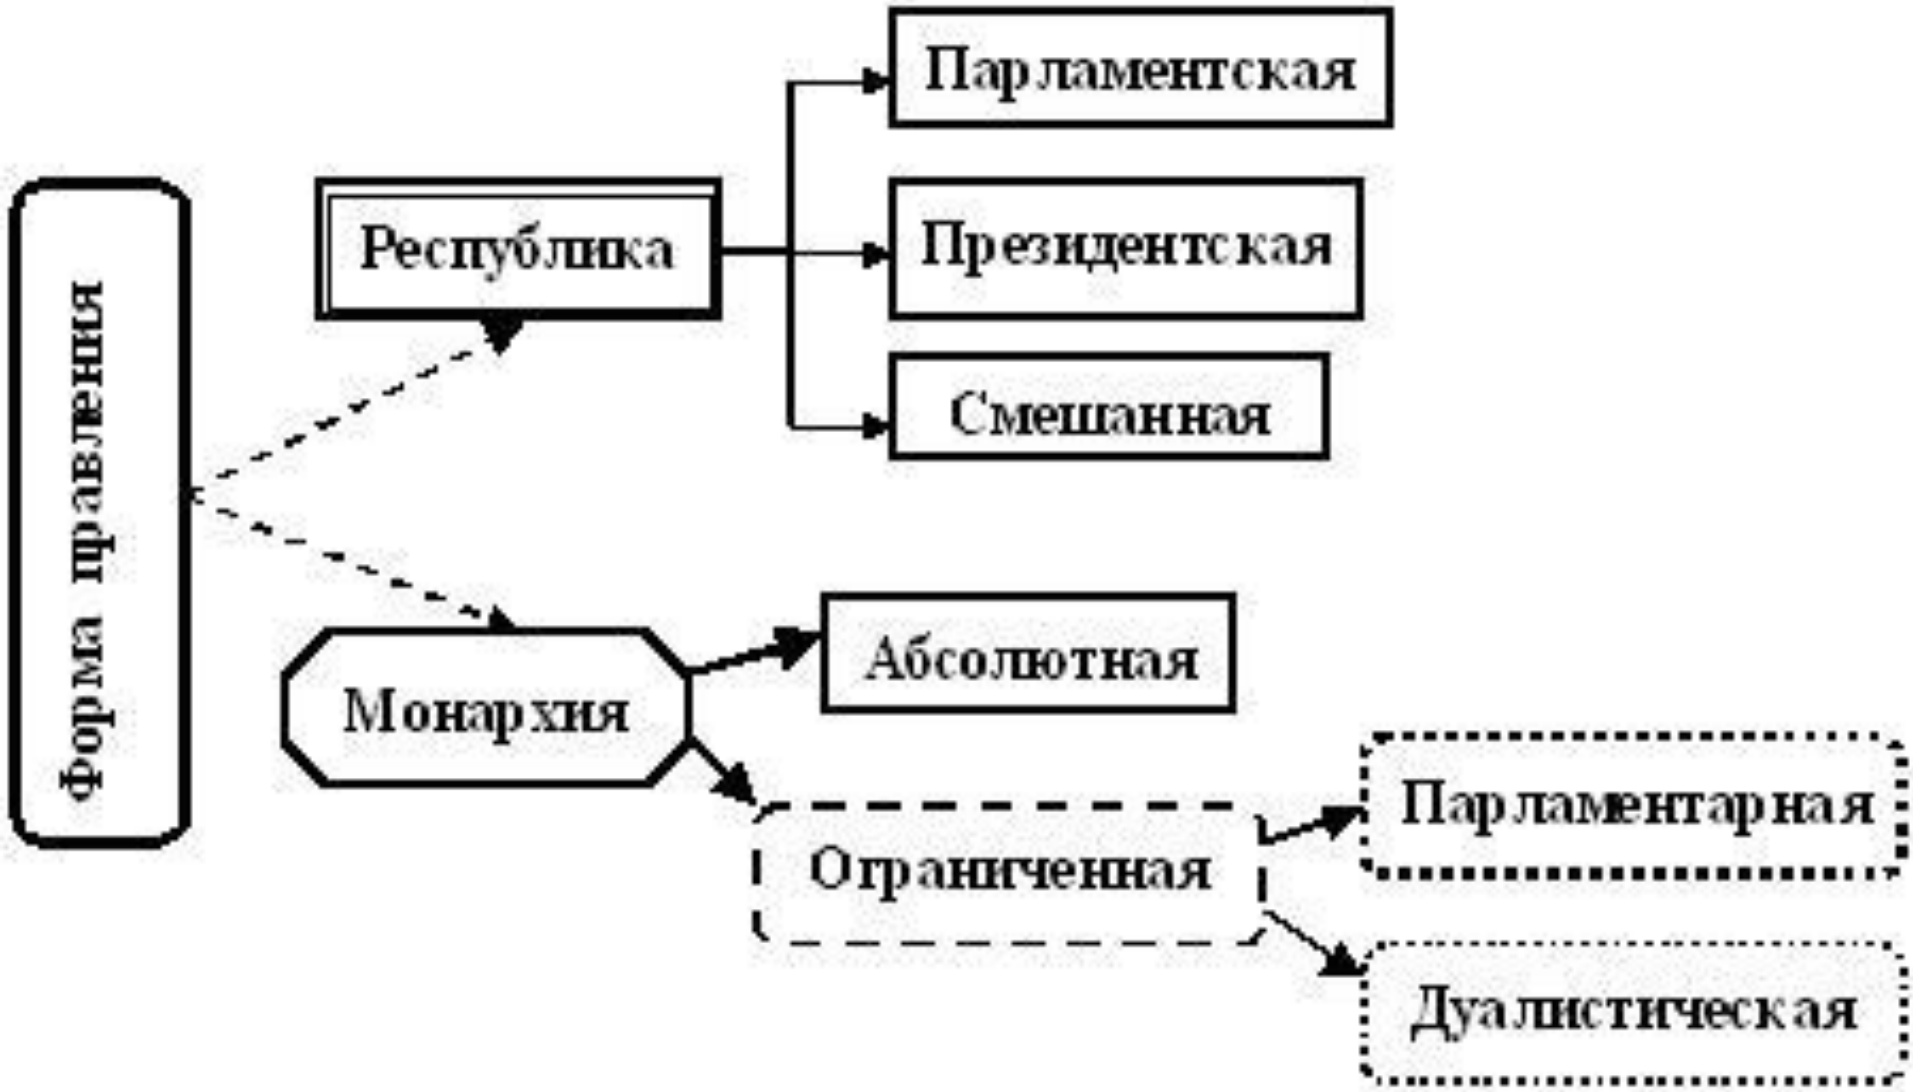 Форма правления
Республика
Парламентская
Президентская
Смешанная
Монархия
Абсолютная
Ограниченная
Парламентарная
Дуалистическая